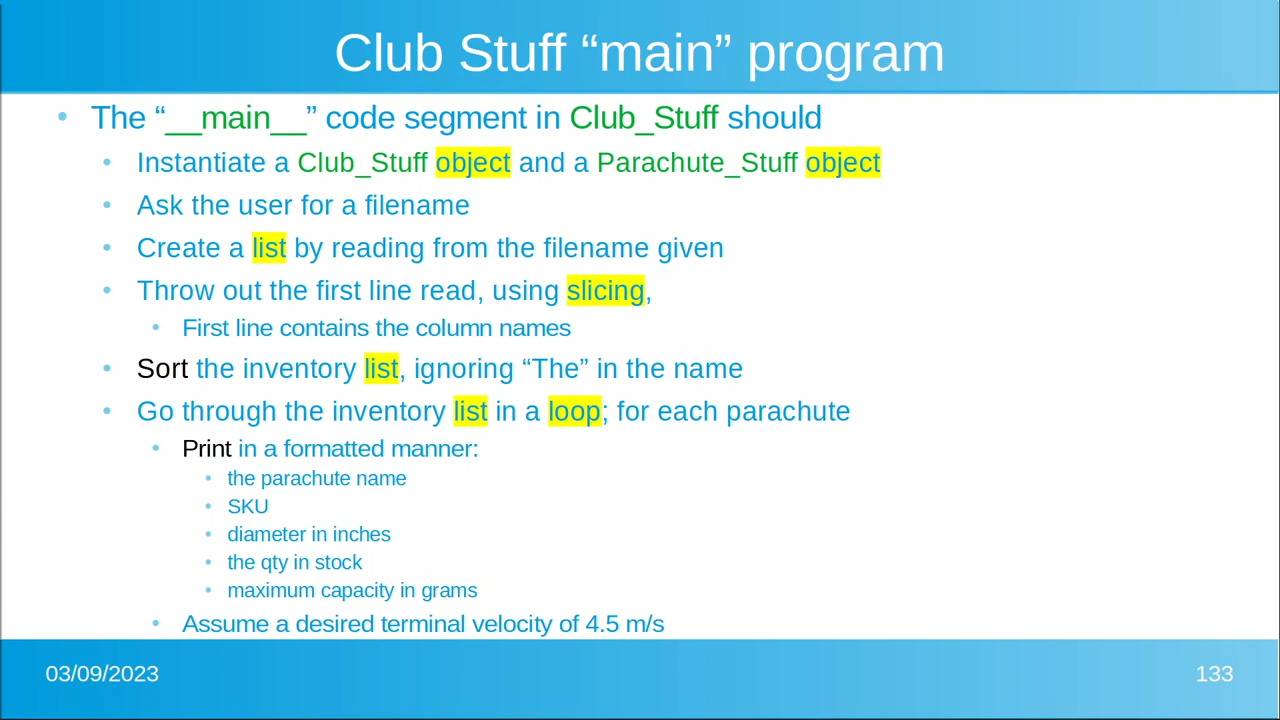 Club Stuff “main” program
• The “__main__” code segment in Club_Stuff should
• Instantiate a Club_Stuff object and a Parachute_Stuff object
• Ask the user for a filename
• Create a list by reading from the filename given
• Throw out the first line read, using slicing,
• First line contains the column names
• Sort the inventory list, ignoring “The” in the name
• Go through the inventory list in a loop; for each parachute
• Print in a formatted manner:
• the parachute name
• SKU
• diameter in inches
• the qty in stock
• maximum capacity in grams
• Assume a desired terminal velocity of 4.5 m/s
03/09/2023
133